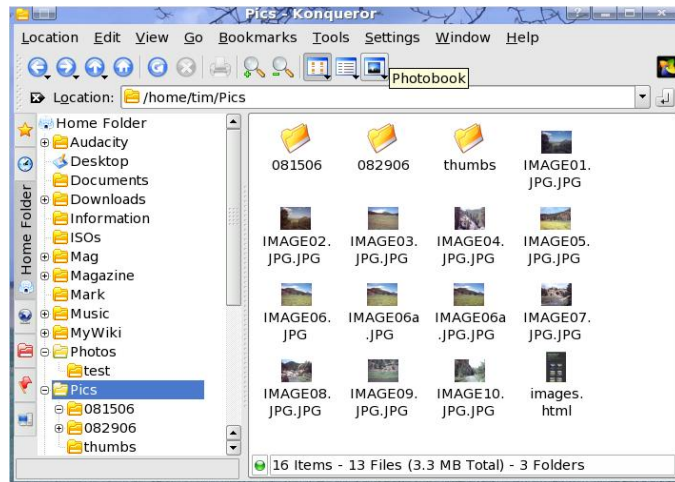 Pics - Konqueror
Location Edit View Go Bookmarks Tools Settings Window Help
Photobook
Location: /home/tim/Pics
Home Folder
Home Folder
Audacity
Desktop
Documents
Downloads
Information
ISOs
Mag
Magazine
Mark
Music
MyWiki
Photos
test
Pics
081506
082906
thumbs
081506 082906 thumbs IMAGE01.
JPG.JPG
IMAGE02. IMAGE03. IMAGE04. IMAGE05.
JPG.JPG JPG.JPG JPG.JPG JPG.JPG
IMAGE06. IMAGE06a IMAGE06a IMAGE07.
JPG .JPG .JPG.JPG JPG.JPG
IMAGE08. IMAGE09. IMAGE10. images.
JPG.JPG JPG.JPG JPG.JPG html
16 Items - 13 Files (3.3 MB Total) - 3 Folders